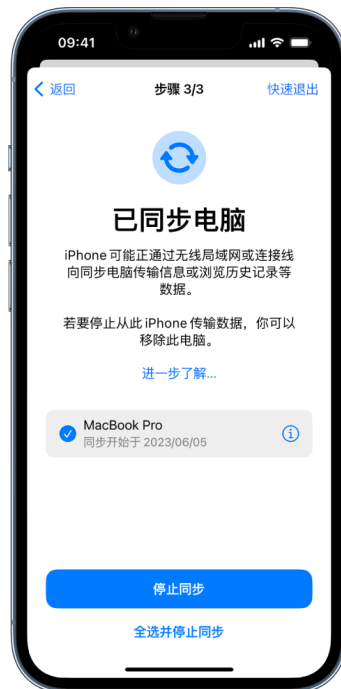 09:41
返回
步骤 3/3
快速退出
已同步电脑
iPhone 可能正通过无线局域网或连接线
向同步电脑传输信息或浏览历史记录等
数据。
若要停止从此 iPhone 传输数据，你可以
移除此电脑。
进一步了解...
MacBook Pro
同步开始于 2023/06/05
停止同步
全选并停止同步